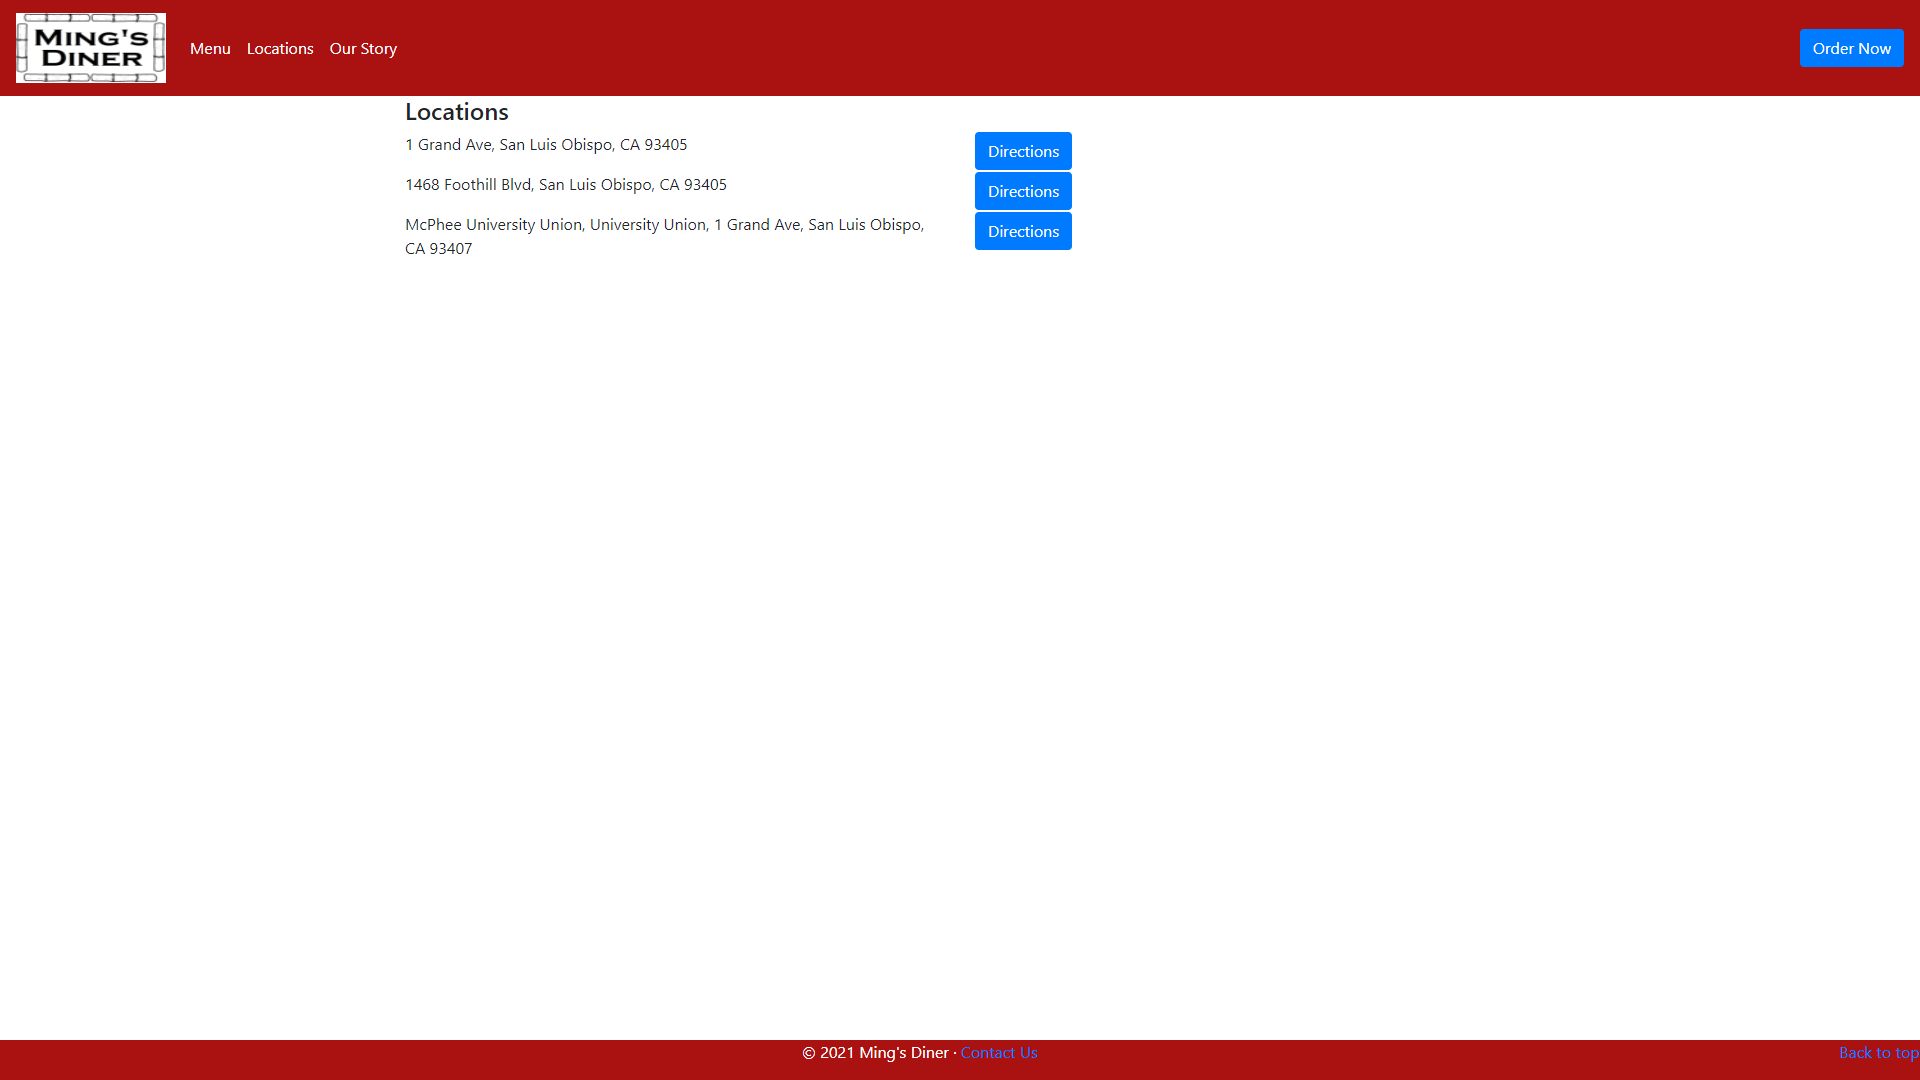 MING'S
DINER
Menu Locations Our Story Order Now
Locations
1 Grand Ave, San Luis Obispo, CA 93405 Directions
1468 Foothill Blvd, San Luis Obispo, CA 93405 Directions
McPhee University Union, University Union, 1 Grand Ave, San Luis Obispo, Directions
CA 93407
© 2021 Ming's Diner · Contact Us Back to top